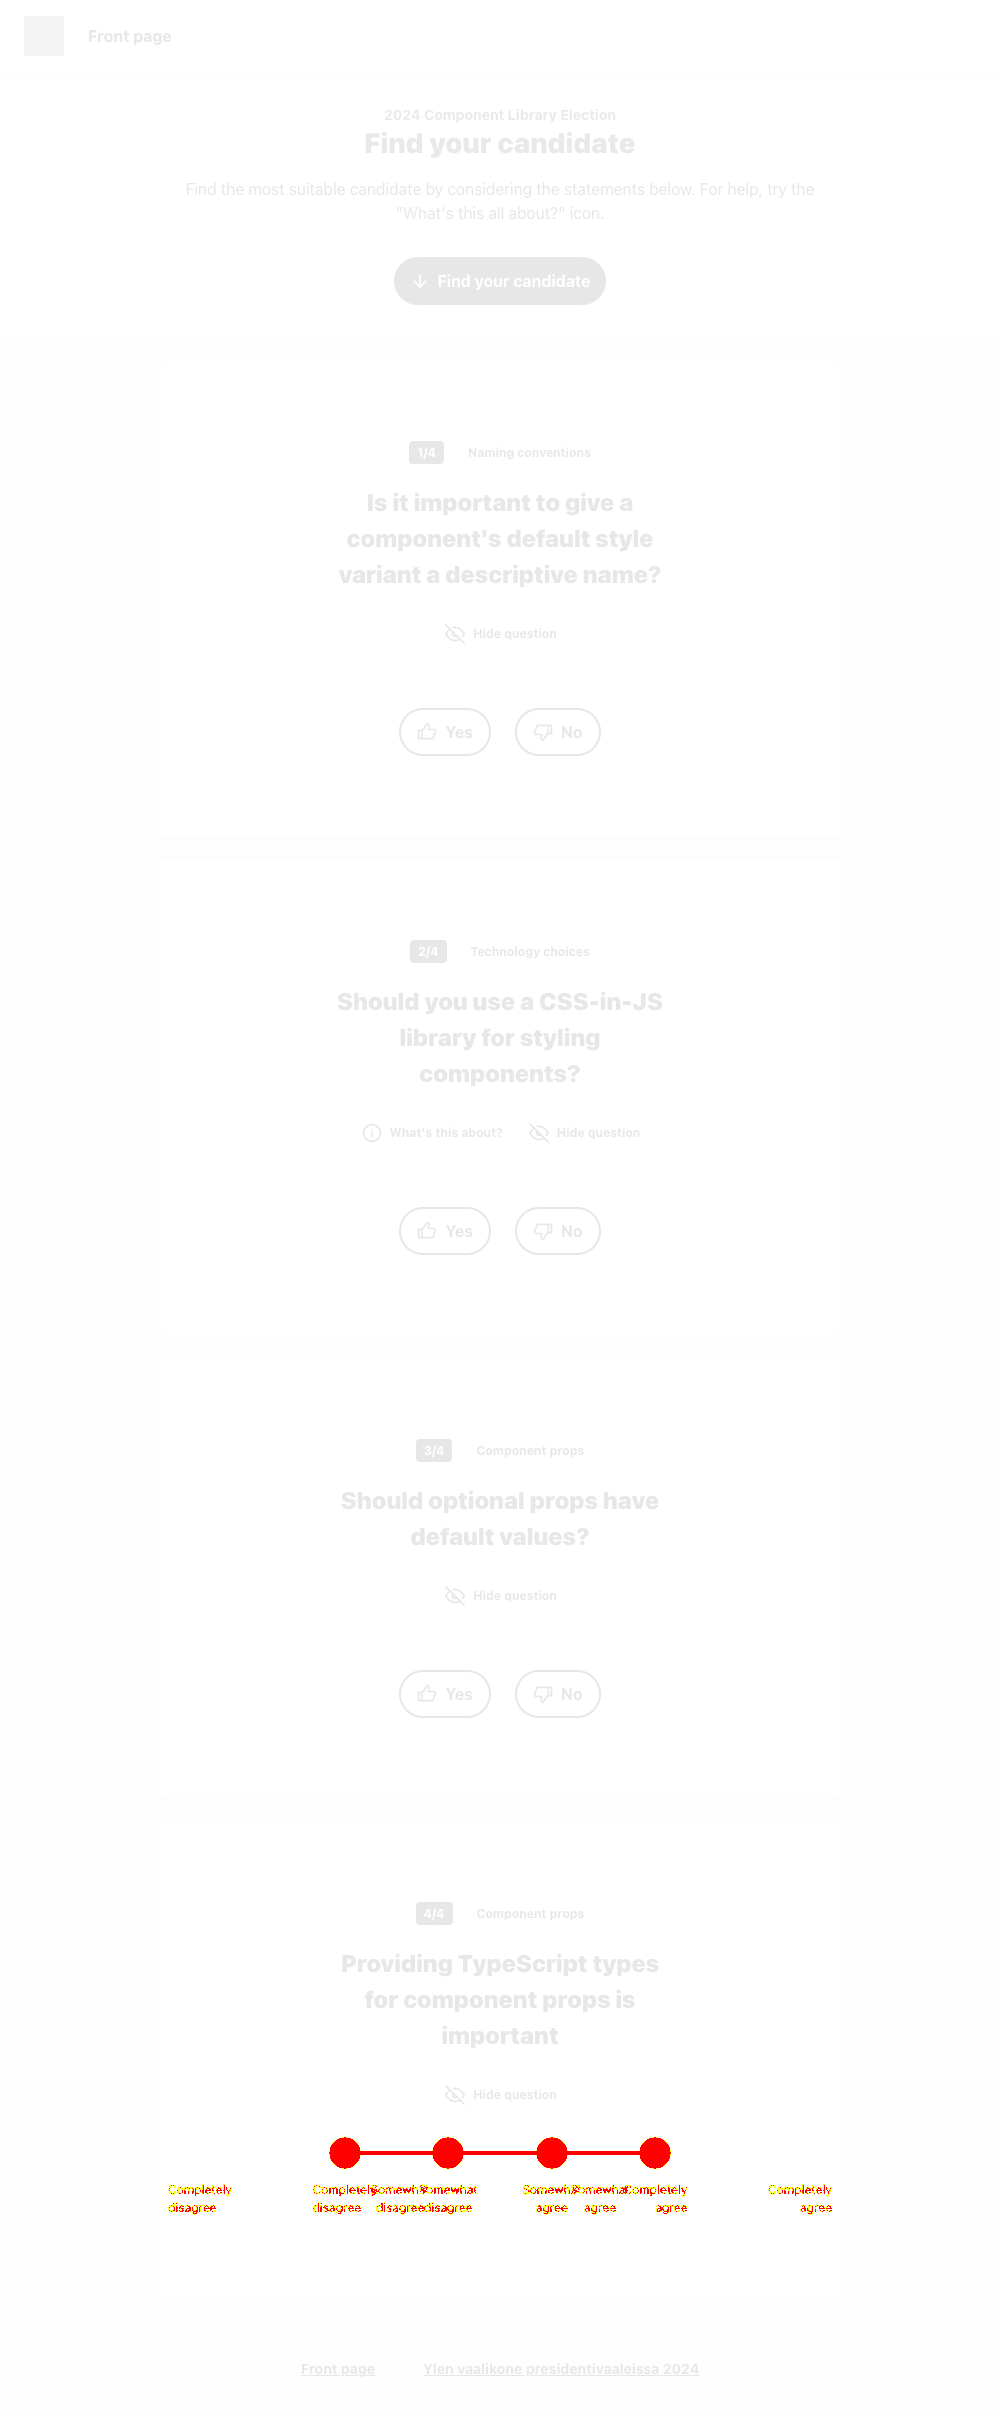 Front page
2024 Component Library Election
Find your candidate
Find the most suitable candidate by considering the statements below. For help, try the
"What's this all about?" icon.
Find your candidate
1/4 Naming conventions
Is it important to give a
component's default style
variant a descriptive name?
Hide question
Yes No
2/4 Technology choices
Should you use a CSS-in-JS
library for styling
components?
What's this about? Hide question
Yes No
3/4 Component props
Should optional props have
default values?
Hide question
Yes No
4/4 Component props
Providing TypeScript types
for component props is
important
Hide question
Completely Completely Somewhat Somewhat Somewhat Somewhat Completely Completely
disagree disagree disagree disagree agree agree agree agree
Front page Ylen vaalikone presidentivaaleissa 2024